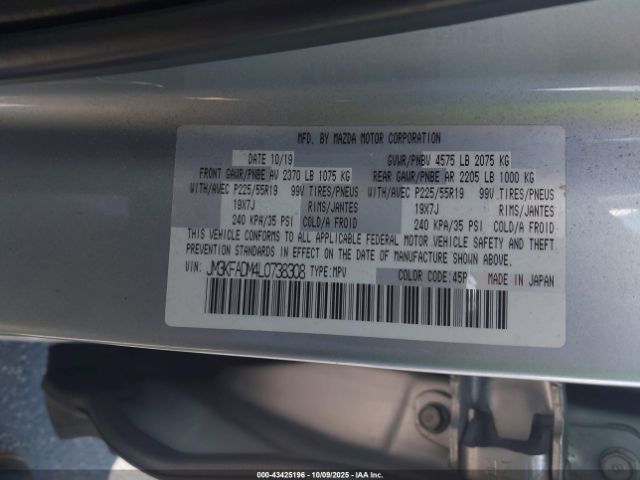 MFD. BY MAZDA MOTOR CORPORATION
DATE 10/19 GVWR/PNBV 4575 LB 2075 KG
FRONT GAWR/PNBE AV 2370 LB 1075 KG REAR GAWR/PNBE AR 2205 LB 1000 KG
WITH/AVEC P225/55R19 99V TIRES/PNEUS WITH/AVEC P225/55R19 99V TIRES/PNEUS
19X7J RIMS/JANTES 19X7J RIMS/JANTES
240 KPA/35 PSI COLD/A FROID 240 KPA/35 PSI COLD/A FROID
THIS VEHICLE CONFORMS TO ALL APPLICABLE FEDERAL MOTOR VEHICLE SAFETY AND THEFT
PREVENTION STANDARDS IN EFFECT ON THE DATE OF MANUFACTURE SHOWN ABOVE.
VIN: JM3KFADM4L0738308 TYPE:MPV COLOR CODE:45P MADE IN JAPAN
000-43425196 - 10/09/2025 - IAAI.COM